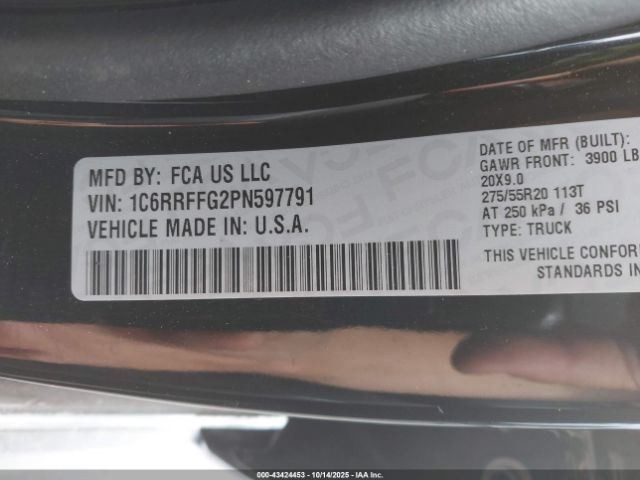 MFD BY: FCA US LLC
VIN: 1C6RRFFG2PN597791
VEHICLE MADE IN: U.S.A.
DATE OF MFR (BUILT):
GAWR FRONT: 3900 LB
20X9.0
275/55R20 113T
AT 250 kPa / 36 PSI
TYPE: TRUCK
THIS VEHICLE CONFOR
STANDARDS IN
© 43424453 - 10/14/2025 - IAA, Inc.